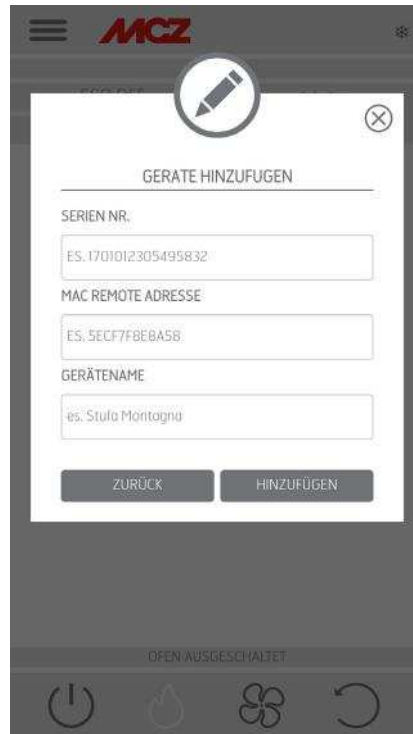 MCZ
GERATE HINZUFUGEN
SERIEN NR.
ES. 1701012305495832
MAC REMOTE ADRESSE
ES. 5ECF7F8E8A58
GERÄTENAME
es. Stufa Montagna
ZURÜCK HINZUFÜGEN
OFEN AUSGESCHALTET